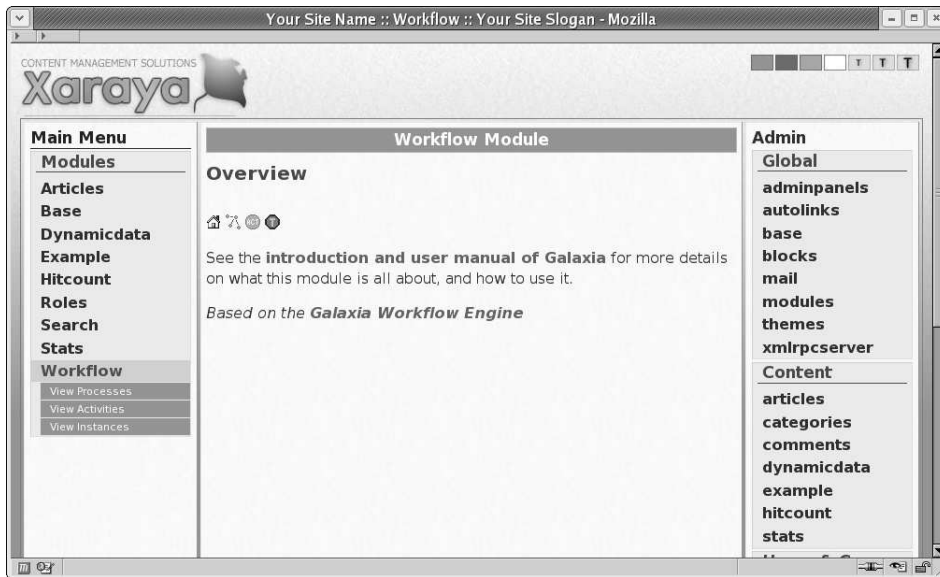 Your Site Name :: Workflow :: Your Site Slogan - Mozilla
CONTENT MANAGEMENT SOLUTIONS
Xaraya
T T T
Main Menu
Modules
Articles
Base
Dynamicdata
Example
Hitcount
Roles
Search
Stats
Workflow
View Processes
View Activities
View Instances
Workflow Module
Overview
See the introduction and user manual of Galaxia for more details
on what this module is all about, and how to use it.
Based on the Galaxia Workflow Engine
Admin
Global
adminpanels
autolinks
base
blocks
mail
modules
themes
xmlrpcserver
Content
articles
categories
comments
dynamicdata
example
hitcount
stats